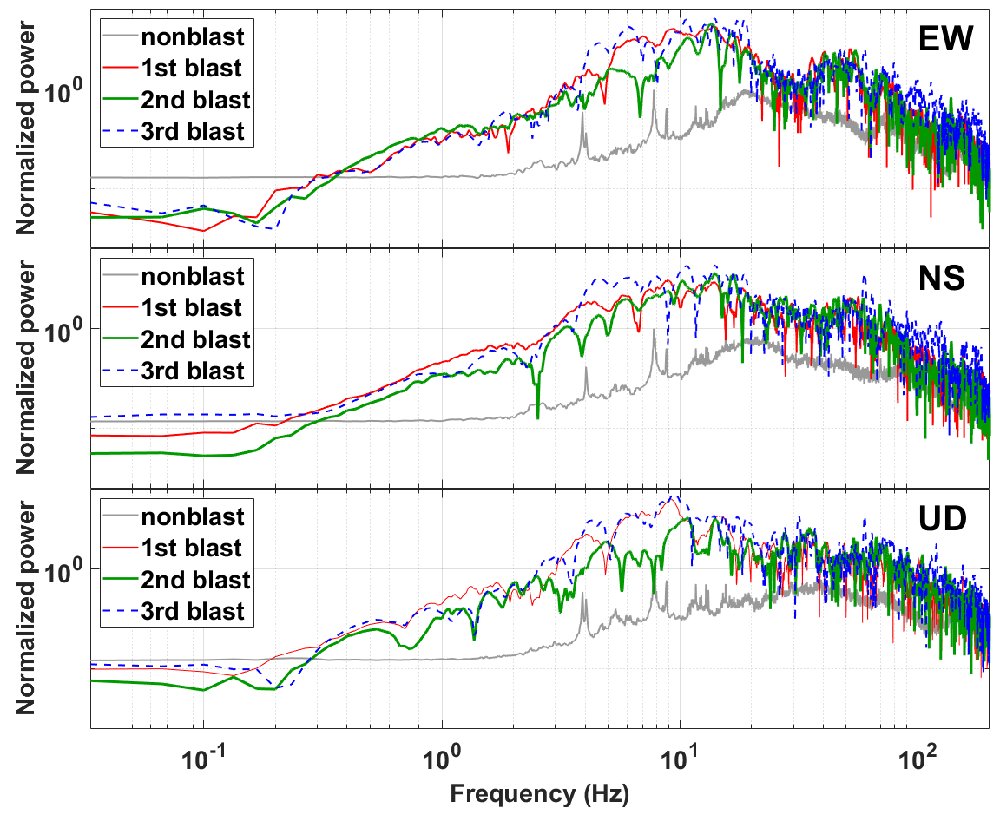 Normalized power
10^0
nonblast
1st blast
2nd blast
3rd blast
EW
Normalized power
10^0
nonblast
1st blast
2nd blast
3rd blast
NS
Normalized power
10^0
nonblast
1st blast
2nd blast
3rd blast
UD
10^-1 10^0 10^1 10^2
Frequency (Hz)